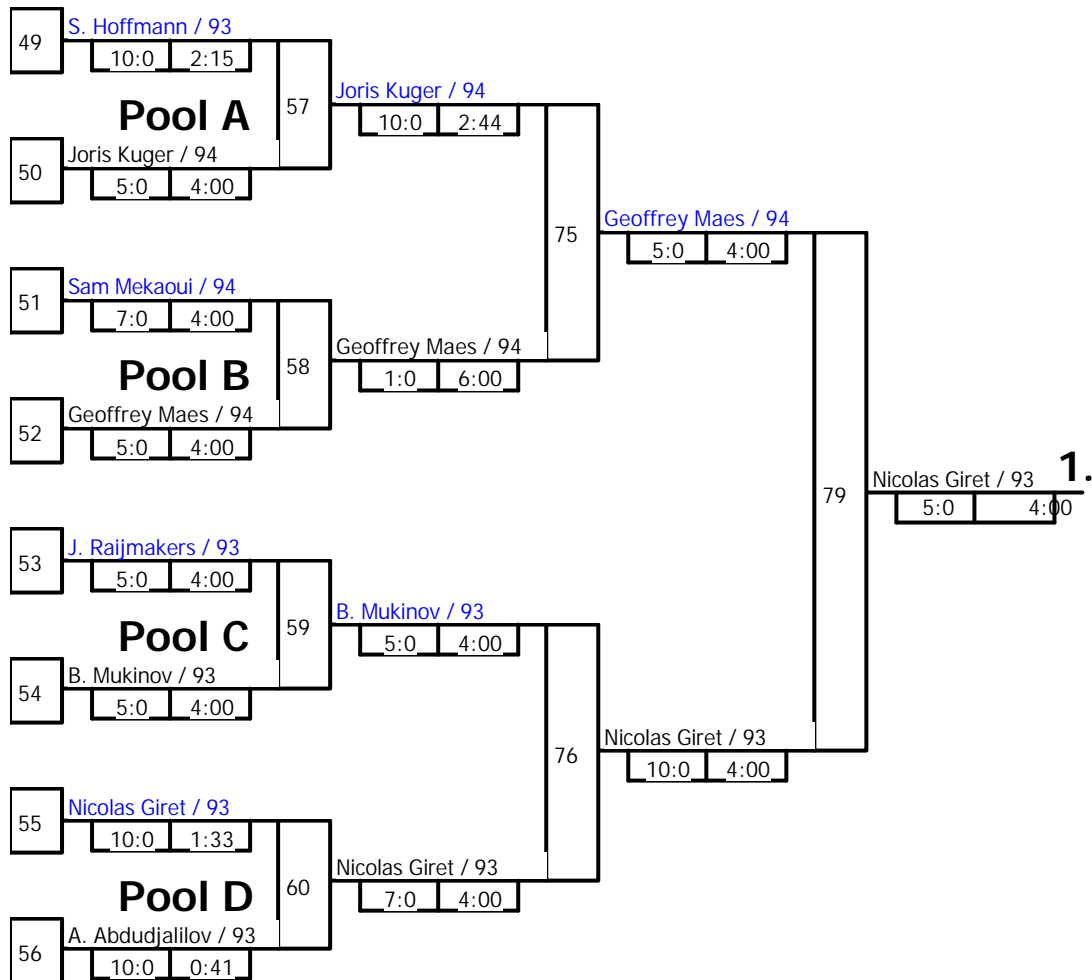 49 S. Hoffmann / 93
10:0 2:15
Pool A
57
Joris Kuger / 94
10:0 2:44
50 Joris Kuger / 94
5:0 4:00
75
Geoffrey Maes / 94
5:0 4:00
51 Sam Mekaoui / 94
7:0 4:00
Pool B
58
Geoffrey Maes / 94
1:0 6:00
52 Geoffrey Maes / 94
5:0 4:00
79
Nicolas Giret / 93 1.
5:0 4:00
53 J. Raijmakers / 93
5:0 4:00
Pool C
59
B. Mukinov / 93
5:0 4:00
54 B. Mukinov / 93
5:0 4:00
76
Nicolas Giret / 93
10:0 4:00
55 Nicolas Giret / 93
10:0 1:33
Pool D
60
Nicolas Giret / 93
7:0 4:00
56 A. Abdudjalilov / 93
10:0 0:41